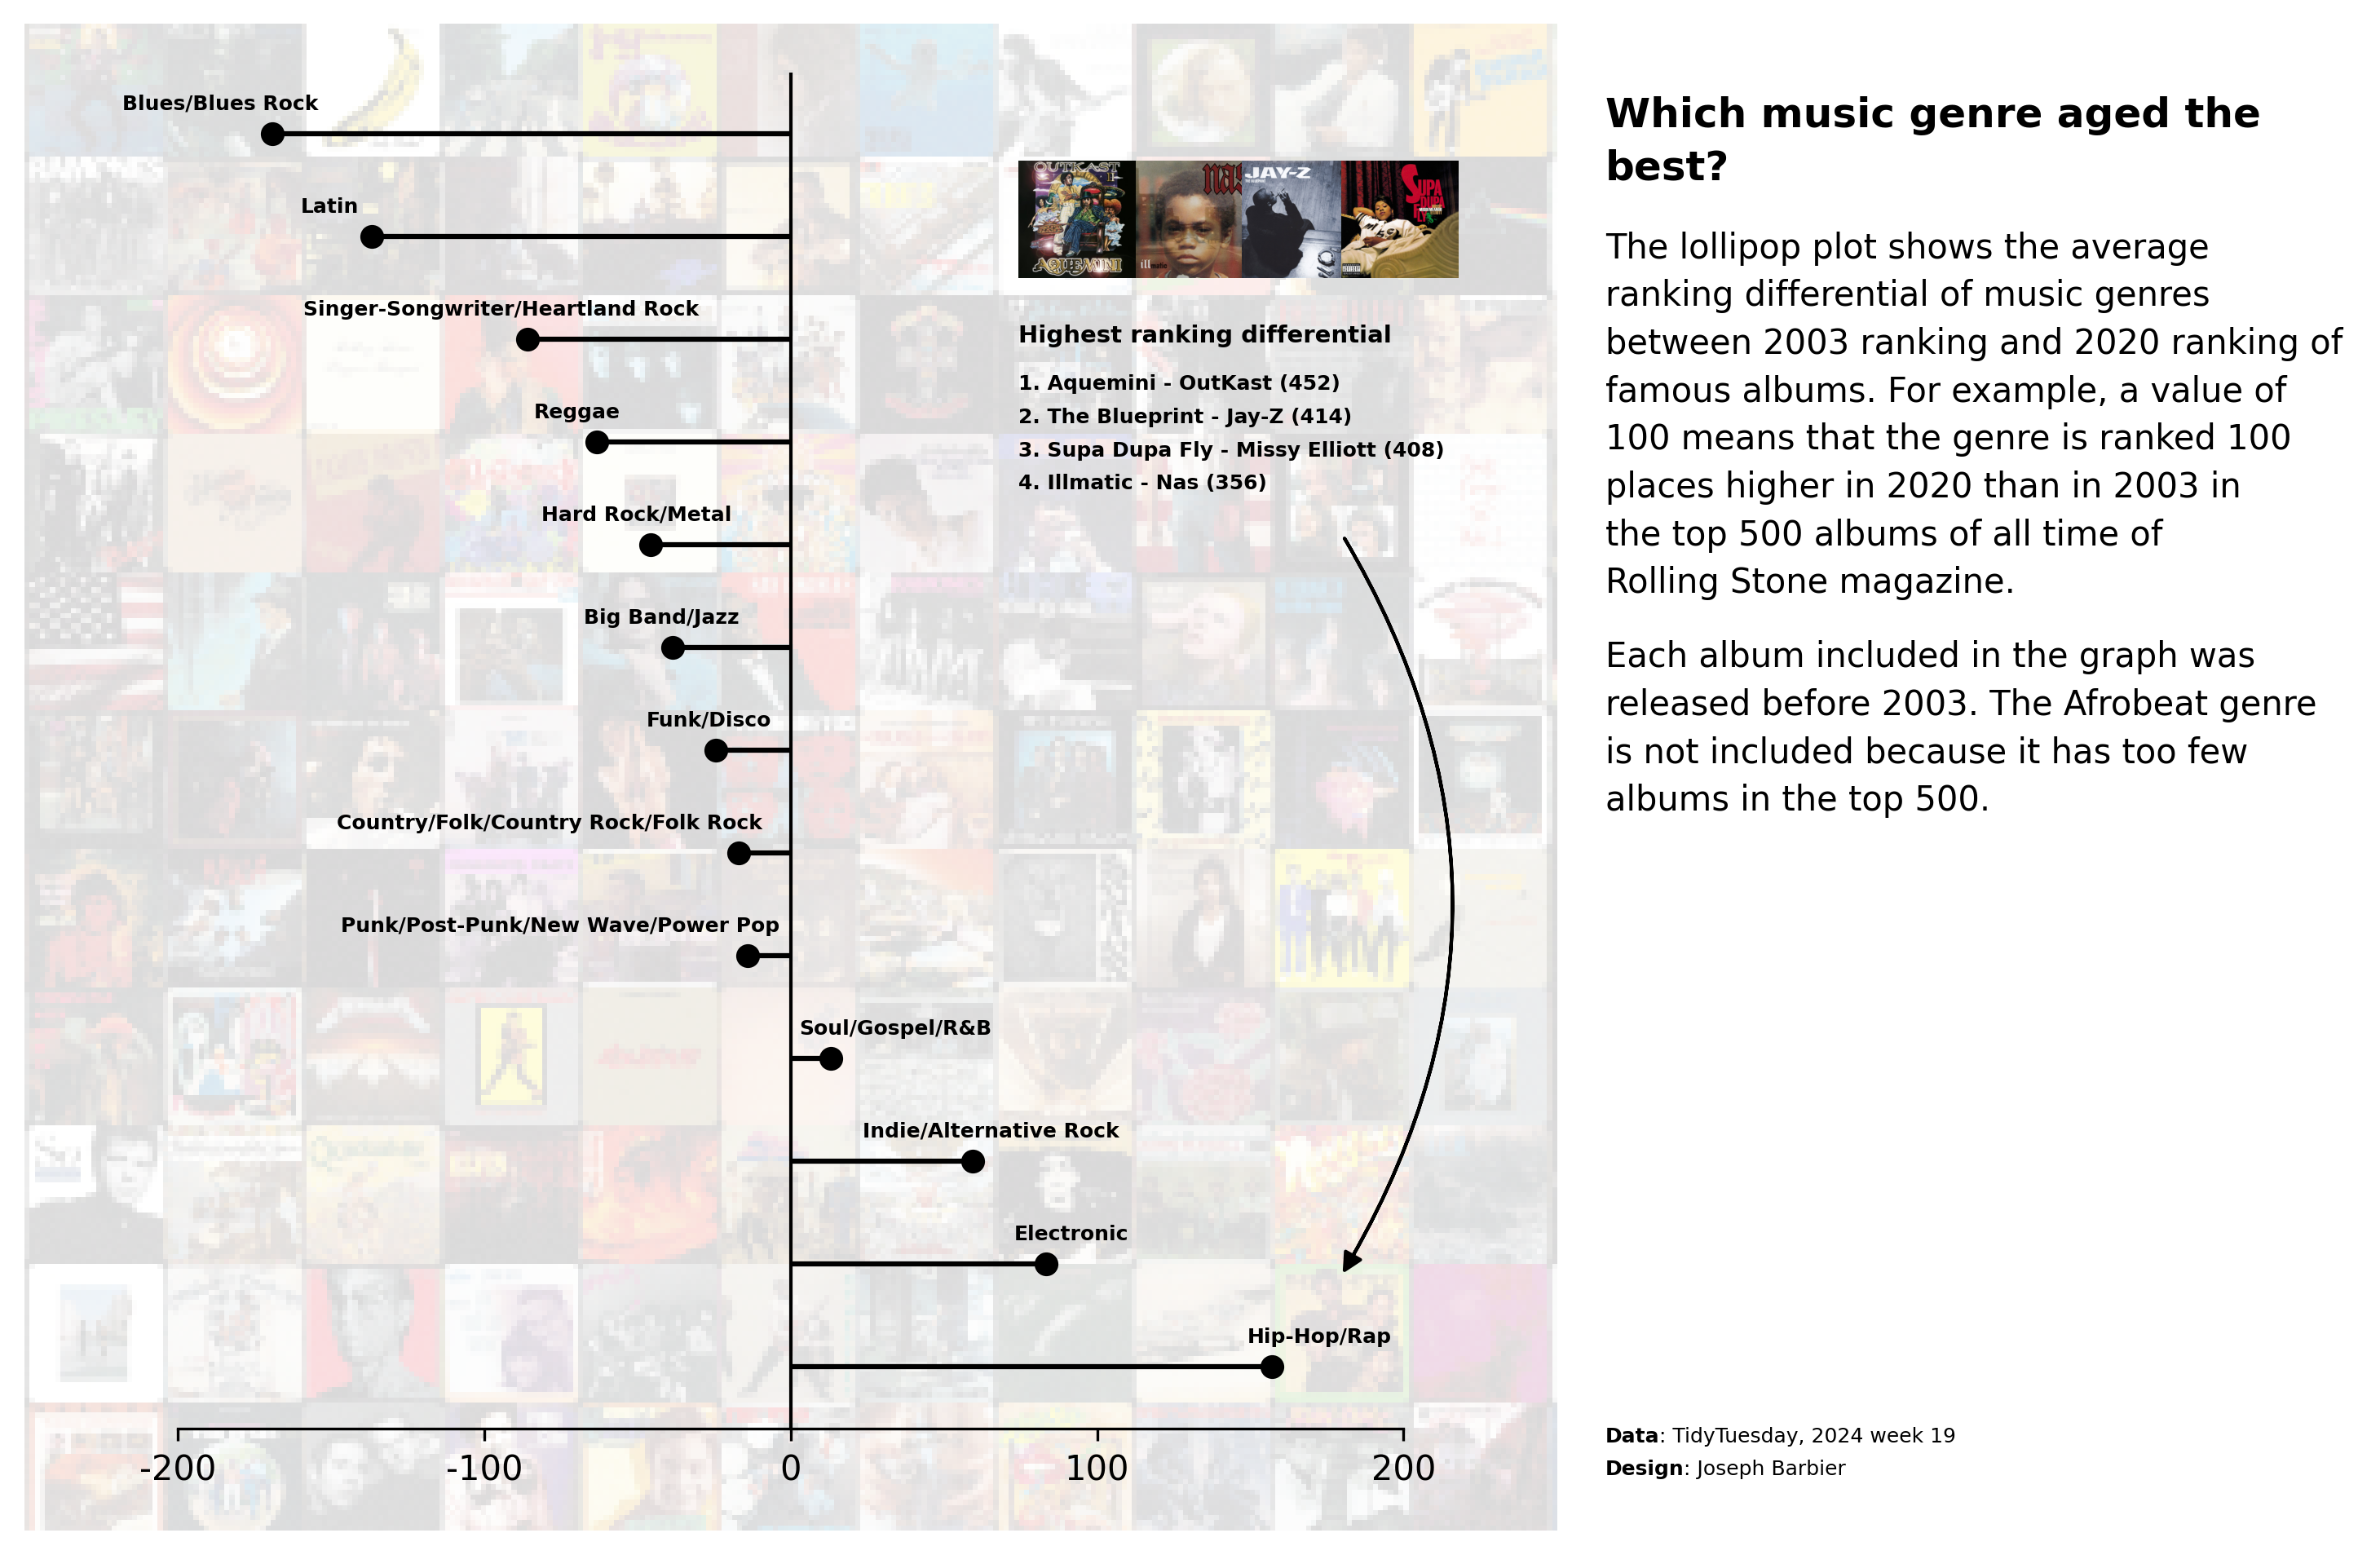 Which music genre aged the
best?
The lollipop plot shows the average
ranking differential of music genres
between 2003 ranking and 2020 ranking of
famous albums. For example, a value of
100 means that the genre is ranked 100
places higher in 2020 than in 2003 in
the top 500 albums of all time of
Rolling Stone magazine.
Each album included in the graph was
released before 2003. The Afrobeat genre
is not included because it has too few
albums in the top 500.
Blues/Blues Rock
Latin
Singer-Songwriter/Heartland Rock
Reggae
Hard Rock/Metal
Big Band/Jazz
Funk/Disco
Country/Folk/Country Rock/Folk Rock
Punk/Post-Punk/New Wave/Power Pop
Soul/Gospel/R&B
Indie/Alternative Rock
Electronic
Hip-Hop/Rap
OUTKAST
AQUEMINI
nas
illmatic
JAY-Z
SUPA
DUPA
FLY
Highest ranking differential
1. Aquemini - OutKast (452)
2. The Blueprint - Jay-Z (414)
3. Supa Dupa Fly - Missy Elliott (408)
4. Illmatic - Nas (356)
-200 -100 0 100 200
Data: TidyTuesday, 2024 week 19
Design: Joseph Barbier